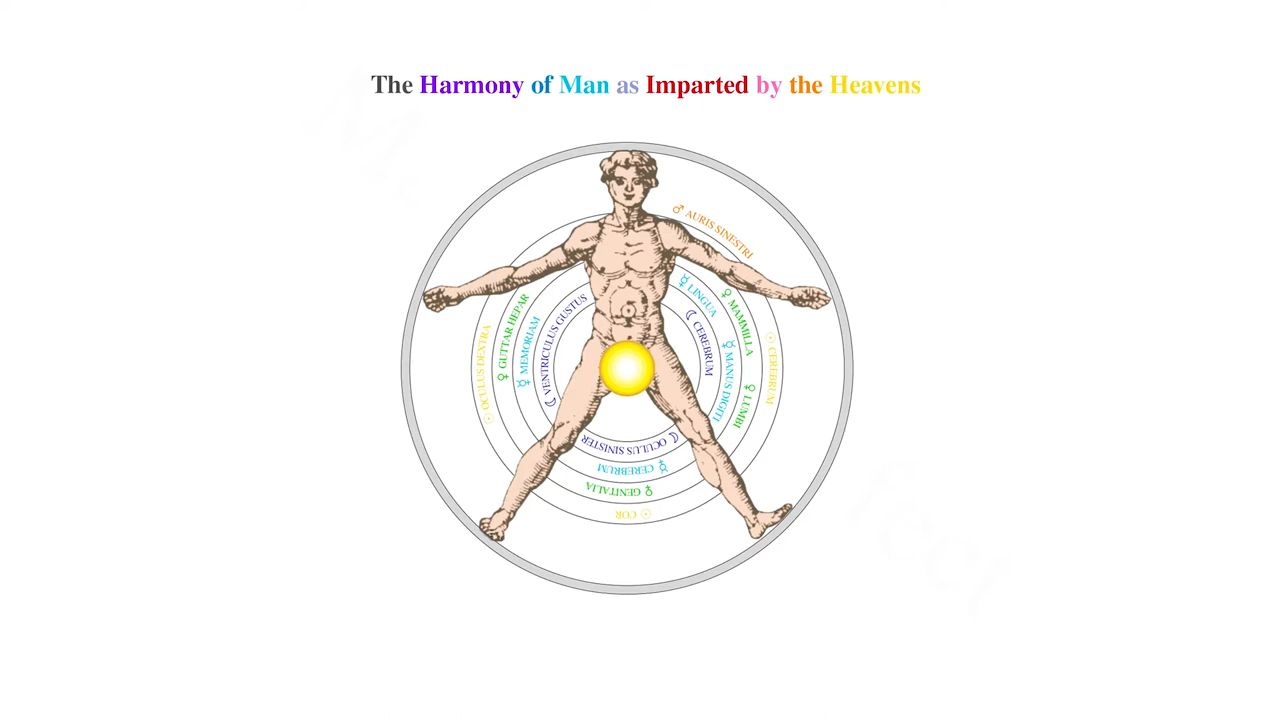 The Harmony of Man as Imparted by the Heavens
♂ AURIS SINESTRI
☿ LINGUA
♀ MAMMILLA
☾ CEREBRUM
☿ MANUS DIGITI
☉ CEREBRUM
♀ LUMBI
☾ OCULUS SINISTER
☿ CEREBRUM
♀ GENITALIA
☉ COR
☾ VENTRICULUS GUSTUS
☿ MEMORIAM
♀ GUTTAR HEPAR
☉ OCULUS DEXTRA